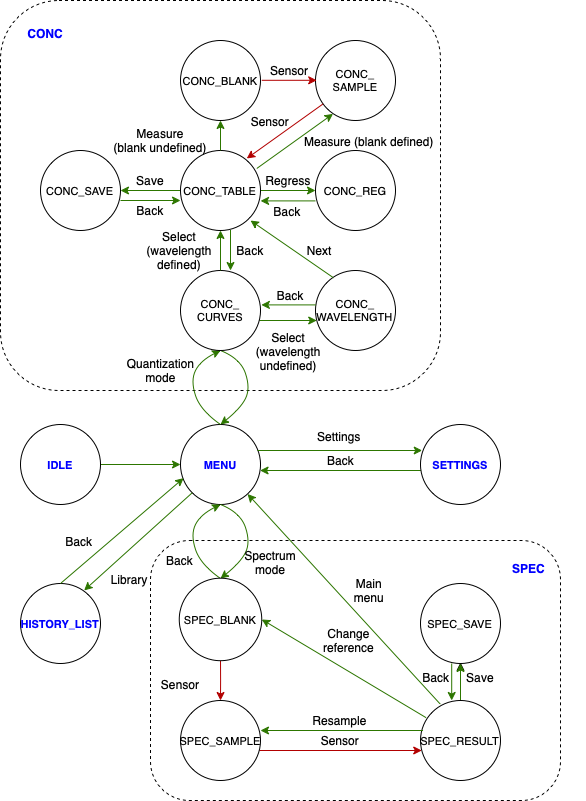 CONC
CONC_BLANK
Sensor
CONC_
SAMPLE
Sensor
Measure
(blank undefined)
Measure (blank defined)
CONC_SAVE
Save
Back
CONC_TABLE
Regress
Back
CONC_REG
Select
(wavelength
defined)
Back
Next
CONC_
CURVES
Back
CONC_
WAVELENGTH
Select
(wavelength
undefined)
Quantization
mode
IDLE
MENU
Settings
Back
SETTINGS
Back
Library
HISTORY_LIST
Back
Spectrum
mode
SPEC
Main
menu
SPEC_BLANK
Change
reference
SPEC_SAVE
Sensor
Back
Save
SPEC_SAMPLE
Resample
Sensor
SPEC_RESULT